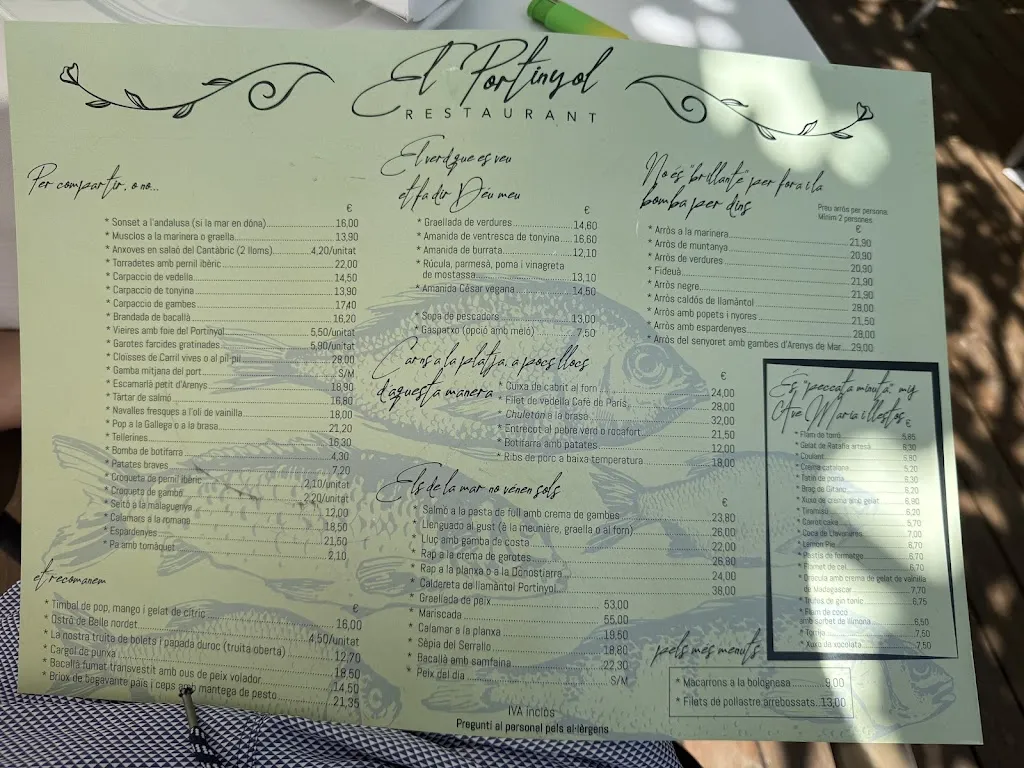 El Portinyol
RESTAURANT
Per compartir, o no...
€
* Sonset a l'andalusa (si la mar en dóna) 16,00
* Musclos a la marinera o graella 13,90
* Anxoves en salaó del Cantàbric (2 lloms) 4,20/unitat
* Torradetes amb pernil ibèric 22,00
* Carpaccio de vedella 14,50
* Carpaccio de tonyina 13,90
* Carpaccio de gambes 17,40
* Brandada de bacallà 16,20
* Vieires amb foie del Portinyol 5,50/unitat
* Garotes farcides gratinades 5,90/unitat
* Cloïsses de Carril vives o al pil-pil 28,00
* Gamba mitjana del port S/M
* Escamarlà petit d'Arenys 18,90
* Tàrtar de salmó 16,80
* Navalles fresques a l'oli de vainilla 18,00
* Pop a la Gallega o a la brasa 21,20
* Tellerines 16,30
* Bomba de botifarra 4,30
* Patates braves 7,20
* Croqueta de pernil ibèric 2,10/unitat
* Croqueta de gamba 2,20/unitat
* Seitó a la malaguenya 12,00
* Calamars a la romana 18,50
* Espardenyes 21,50
* Pa amb tomàquet 2,10
et recomanem
€
* Timbal de pop, mango i gelat de cítric 16,00
* Ostra de Belle nordet 4,50/unitat
* La nostra truita de bolets i papada duroc (truita oberta) 12,70
* Cargol de punxa 18,50
* Bacallà fumat transvestit amb ous de peix volador 14,50
* Briox de bogavante país i ceps amb mantega de pesto 21,35
El verd que es veu
et fa dir Déu meu
€
* Graellada de verdures 14,60
* Amanida de ventresca de tonyina 16,60
* Amanida de burrata 12,10
* Rúcula, parmesà, poma i vinagreta
de mostassa 13,10
* Amanida Cèsar vegana 14,50
* Sopa de pescadors 13,00
* Gaspatxo (opció amb meló) 7,50
Carns a la platja, a pocs llocs
d'aquesta manera
€
* Cuixa de cabrit al forn 24,00
* Filet de vedella Café de París 28,00
* Chuletón a la brasa 32,00
* Entrecot al pebre verd o rocafort 21,50
* Botifarra amb patates 12,00
* Ribs de porc a baixa temperatura 18,00
Els de la mar no vénen sols
€
* Salmó a la pasta de full amb crema de gambes 23,80
* Llenguado al gust (à la meunière, graella o al forn) 26,00
* Lluç amb gamba de costa 22,00
* Rap a la crema de garotes 26,80
* Rap a la planxa o a la Donostiarra 24,00
* Caldereta de llamàntol Portinyol 38,00
* Graellada de peix 53,00
* Mariscada 55,00
* Calamar a la planxa 19,50
* Sèpia del Serrallo 18,80
* Bacallà amb samfaina 22,30
* Peix del dia S/M
IVA inclòs
Pregunti al personal pels al·lèrgens
No és "brillante" per fora i la
bomba per dins
Preu arròs per persona
Mínim 2 persones
€
* Arròs a la marinera 21,90
* Arròs de muntanya 20,90
* Arròs de verdures 20,90
* Fideuà 21,90
* Arròs negre 21,90
* Arròs caldós de llamàntol 28,00
* Arròs amb popets i nyores 21,50
* Arròs amb espardenyes 28,00
* Arròs del senyoret amb gambes d'Arenys de Mar 29,00
És, "peccata minuta", mig
Ave Maria i llestos
€
* Flam de torró 5,85
* Gelat de Ratafia artesà 6,30
* Coulant 6,80
* Crema catalana 5,20
* Tatin de poma 6,30
* Braç de Gitano 6,20
* Xuixo de crema amb gelat 6,90
* Tiramisú 6,20
* Carrot cake 5,70
* Coca de Llavaneres 7,00
* Lemon Pie 6,70
* Pastís de formatge 6,70
* Flamet de cel 6,70
* Dràcula amb crema de gelat de vainilla
de Madagascar 7,70
* Trufes de gin tonic 6,75
* Flam de coco
amb sorbet de llimona 6,50
* Torrija 7,50
* Xuixo de xocolata 7,50
pels més menuts
* Macarrons a la bolognesa 9,00
* Filets de pollastre arrebossats 13,00